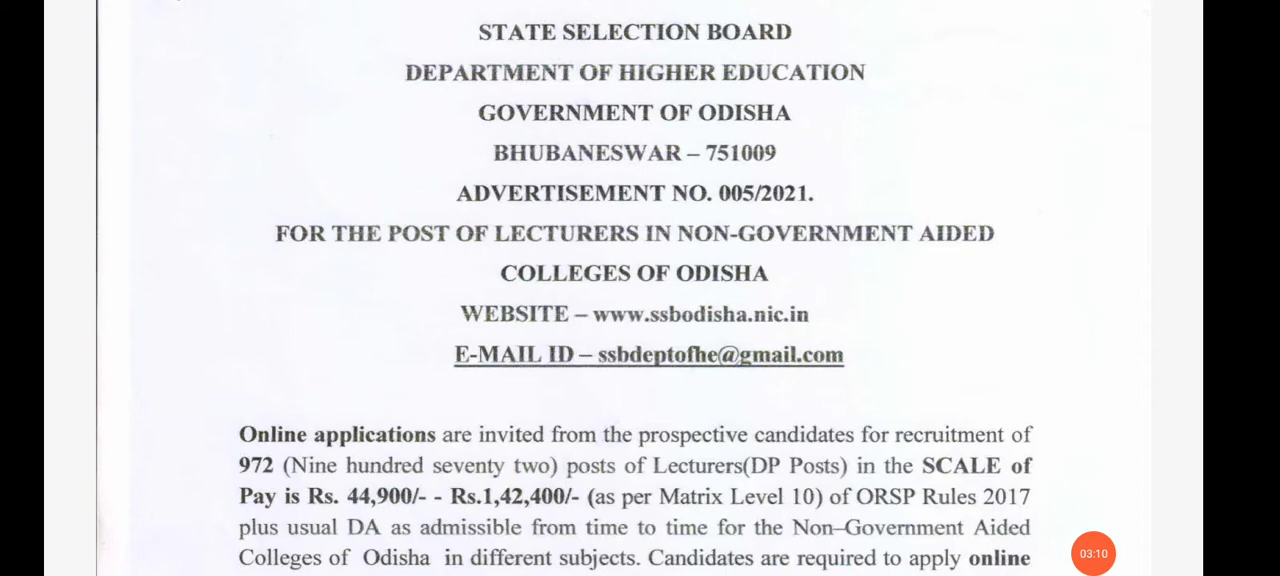 STATE SELECTION BOARD
DEPARTMENT OF HIGHER EDUCATION
GOVERNMENT OF ODISHA
BHUBANESWAR – 751009
ADVERTISEMENT NO. 005/2021.
FOR THE POST OF LECTURERS IN NON-GOVERNMENT AIDED
COLLEGES OF ODISHA
WEBSITE – www.ssbodisha.nic.in
E-MAIL ID – ssbdeptofhe@gmail.com
Online applications are invited from the prospective candidates for recruitment of
972 (Nine hundred seventy two) posts of Lecturers(DP Posts) in the SCALE of
Pay is Rs. 44,900/- - Rs.1,42,400/- (as per Matrix Level 10) of ORSP Rules 2017
plus usual DA as admissible from time to time for the Non–Government Aided
Colleges of Odisha in different subjects. Candidates are required to apply online
03:10